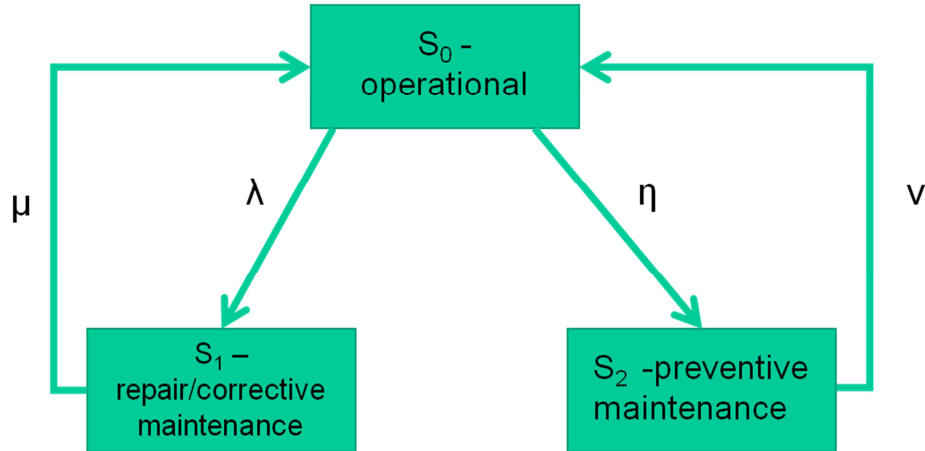 S₀ -
operational
μ
λ
η
ν
S₁ –
repair/corrective
maintenance
S₂ -preventive
maintenance